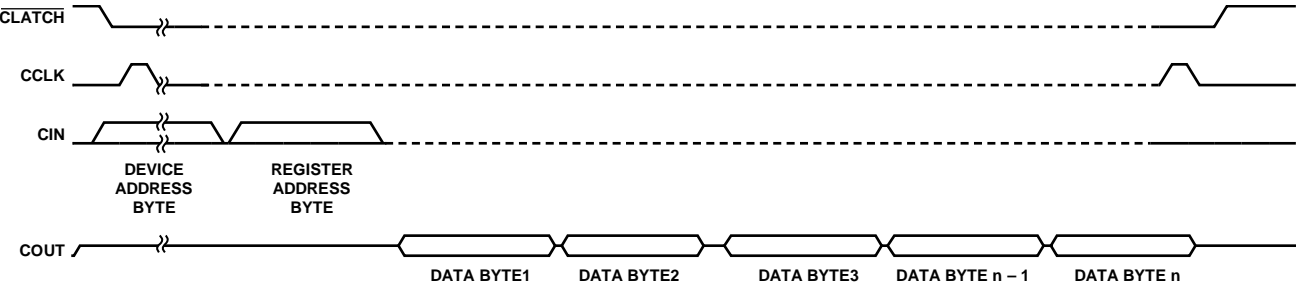 CLATCH
CCLK
CIN
DEVICE
ADDRESS
BYTE
REGISTER
ADDRESS
BYTE
COUT
DATA BYTE1
DATA BYTE2
DATA BYTE3
DATA BYTE n – 1
DATA BYTE n